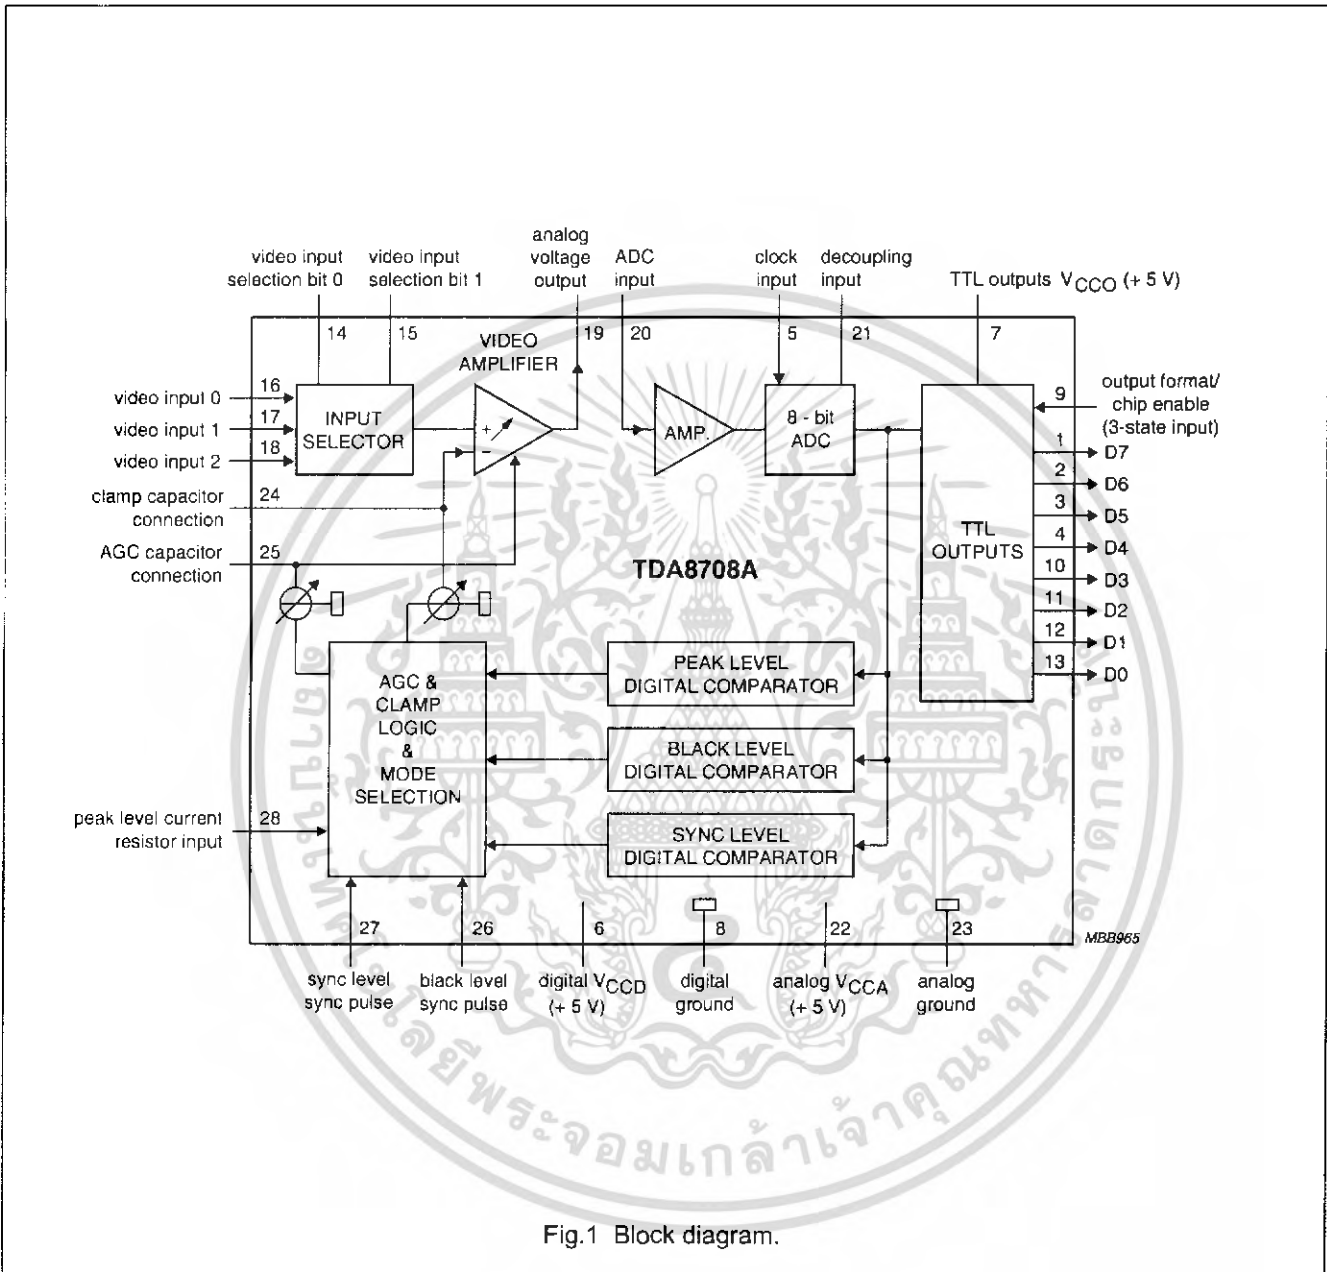 analog
voltage
output
video input
selection bit 0
video input
selection bit 1
ADC
input
clock
input
decoupling
input
TTL outputs VCCO (+ 5 V)
14
15
VIDEO
AMPLIFIER
19
20
5
21
7
16
video input 0
17
video input 1
18
video input 2
INPUT
SELECTOR
+
−
AMP.
8 - bit
ADC
9
output format/
chip enable
(3-state input)
1
D7
2
D6
3
D5
4
D4
10
D3
11
D2
12
D1
13
D0
TTL
OUTPUTS
clamp capacitor
connection
24
AGC capacitor
connection
25
TDA8708A
AGC &
CLAMP
LOGIC
&
MODE
SELECTION
PEAK LEVEL
DIGITAL COMPARATOR
BLACK LEVEL
DIGITAL COMPARATOR
SYNC LEVEL
DIGITAL COMPARATOR
peak level current
resistor input
28
27
26
6
8
22
23
MBB965
sync level
sync pulse
black level
sync pulse
digital VCCD
(+ 5 V)
digital
ground
analog VCCA
(+ 5 V)
analog
ground
Fig.1 Block diagram.